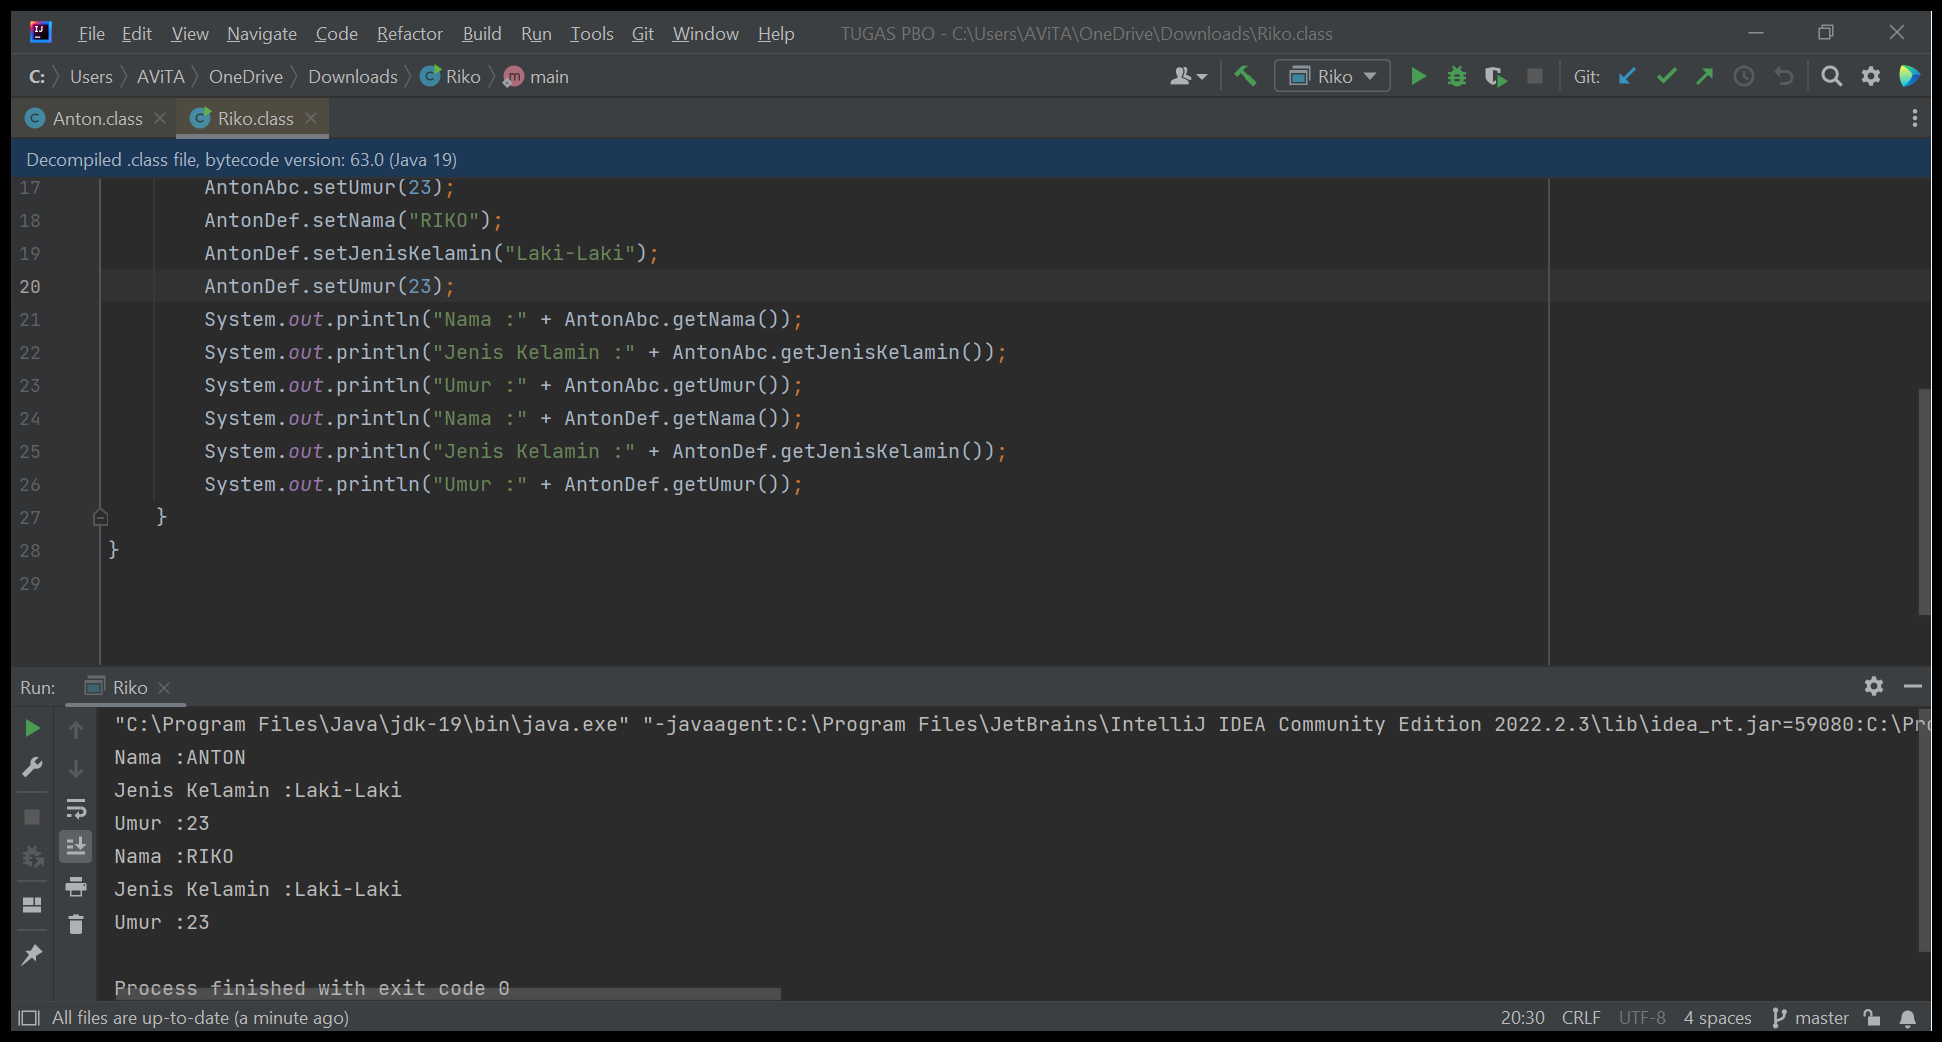 File Edit View Navigate Code Refactor Build Run Tools Git Window Help TUGAS PBO - C:\Users\AViTA\OneDrive\Downloads\Riko.class
C: Users AViTA OneDrive Downloads Riko main Riko Git:
Anton.class Riko.class
Decompiled .class file, bytecode version: 63.0 (Java 19)
17 AntonAbc.setUmur(23);
18 AntonDef.setNama("RIKO");
19 AntonDef.setJenisKelamin("Laki-Laki");
20 AntonDef.setUmur(23);
21 System.out.println("Nama :" + AntonAbc.getNama());
22 System.out.println("Jenis Kelamin :" + AntonAbc.getJenisKelamin());
23 System.out.println("Umur :" + AntonAbc.getUmur());
24 System.out.println("Nama :" + AntonDef.getNama());
25 System.out.println("Jenis Kelamin :" + AntonDef.getJenisKelamin());
26 System.out.println("Umur :" + AntonDef.getUmur());
27 }
28 }
29
Run: Riko
"C:\Program Files\Java\jdk-19\bin\java.exe" "-javaagent:C:\Program Files\JetBrains\IntelliJ IDEA Community Edition 2022.2.3\lib\idea_rt.jar=59080:C:\Pro
Nama :ANTON
Jenis Kelamin :Laki-Laki
Umur :23
Nama :RIKO
Jenis Kelamin :Laki-Laki
Umur :23
Process finished with exit code 0
All files are up-to-date (a minute ago) 20:30 CRLF UTF-8 4 spaces master